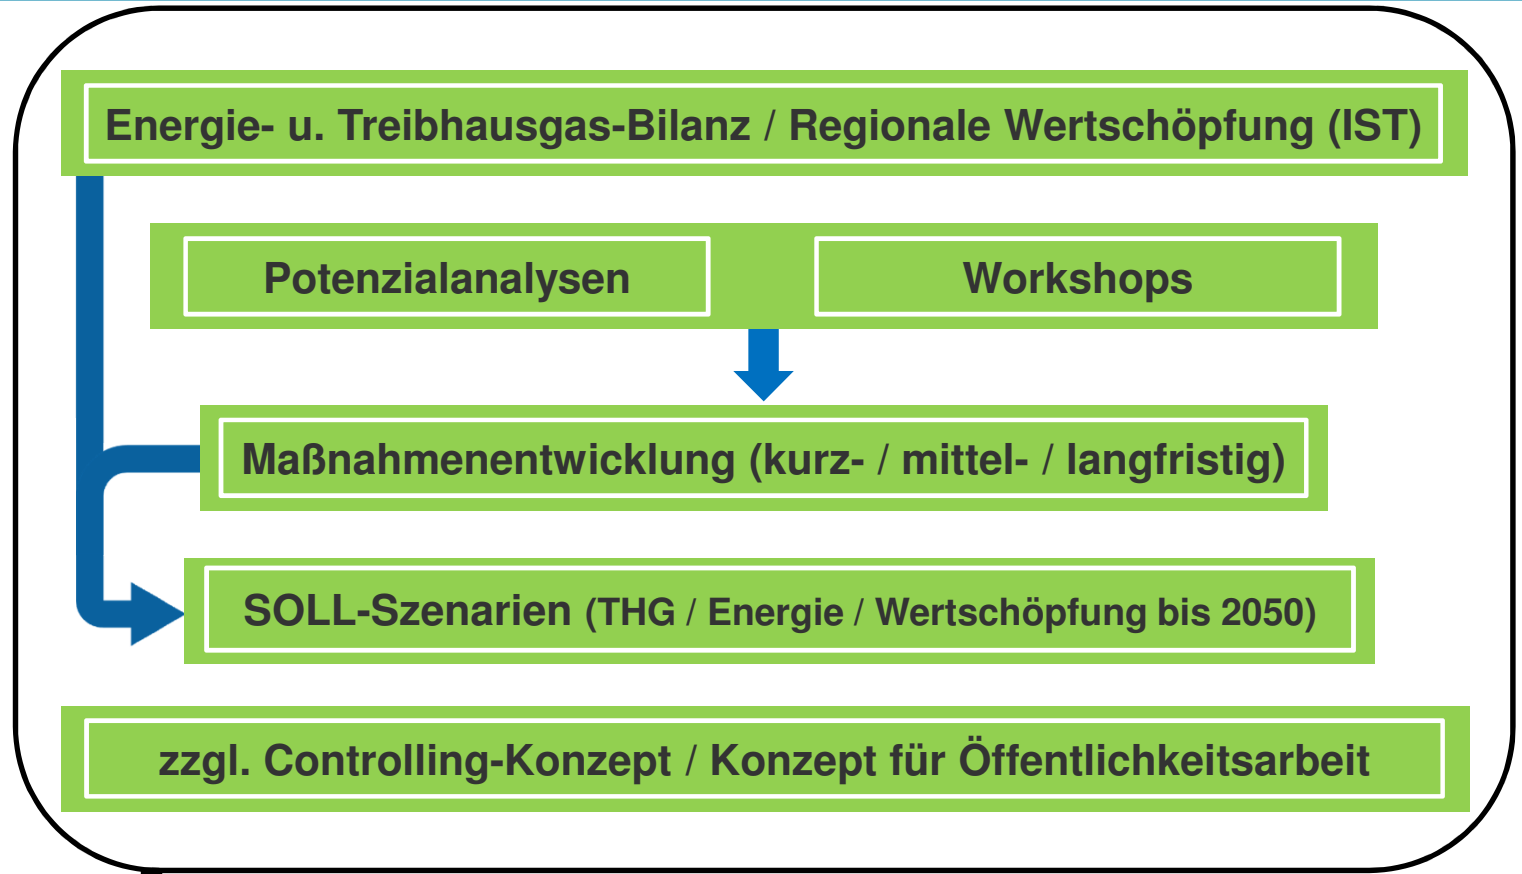 Energie- u. Treibhausgas-Bilanz / Regionale Wertschöpfung (IST)
Potenzialanalysen
Workshops
Maßnahmenentwicklung (kurz- / mittel- / langfristig)
SOLL-Szenarien (THG / Energie / Wertschöpfung bis 2050)
zzgl. Controlling-Konzept / Konzept für Öffentlichkeitsarbeit